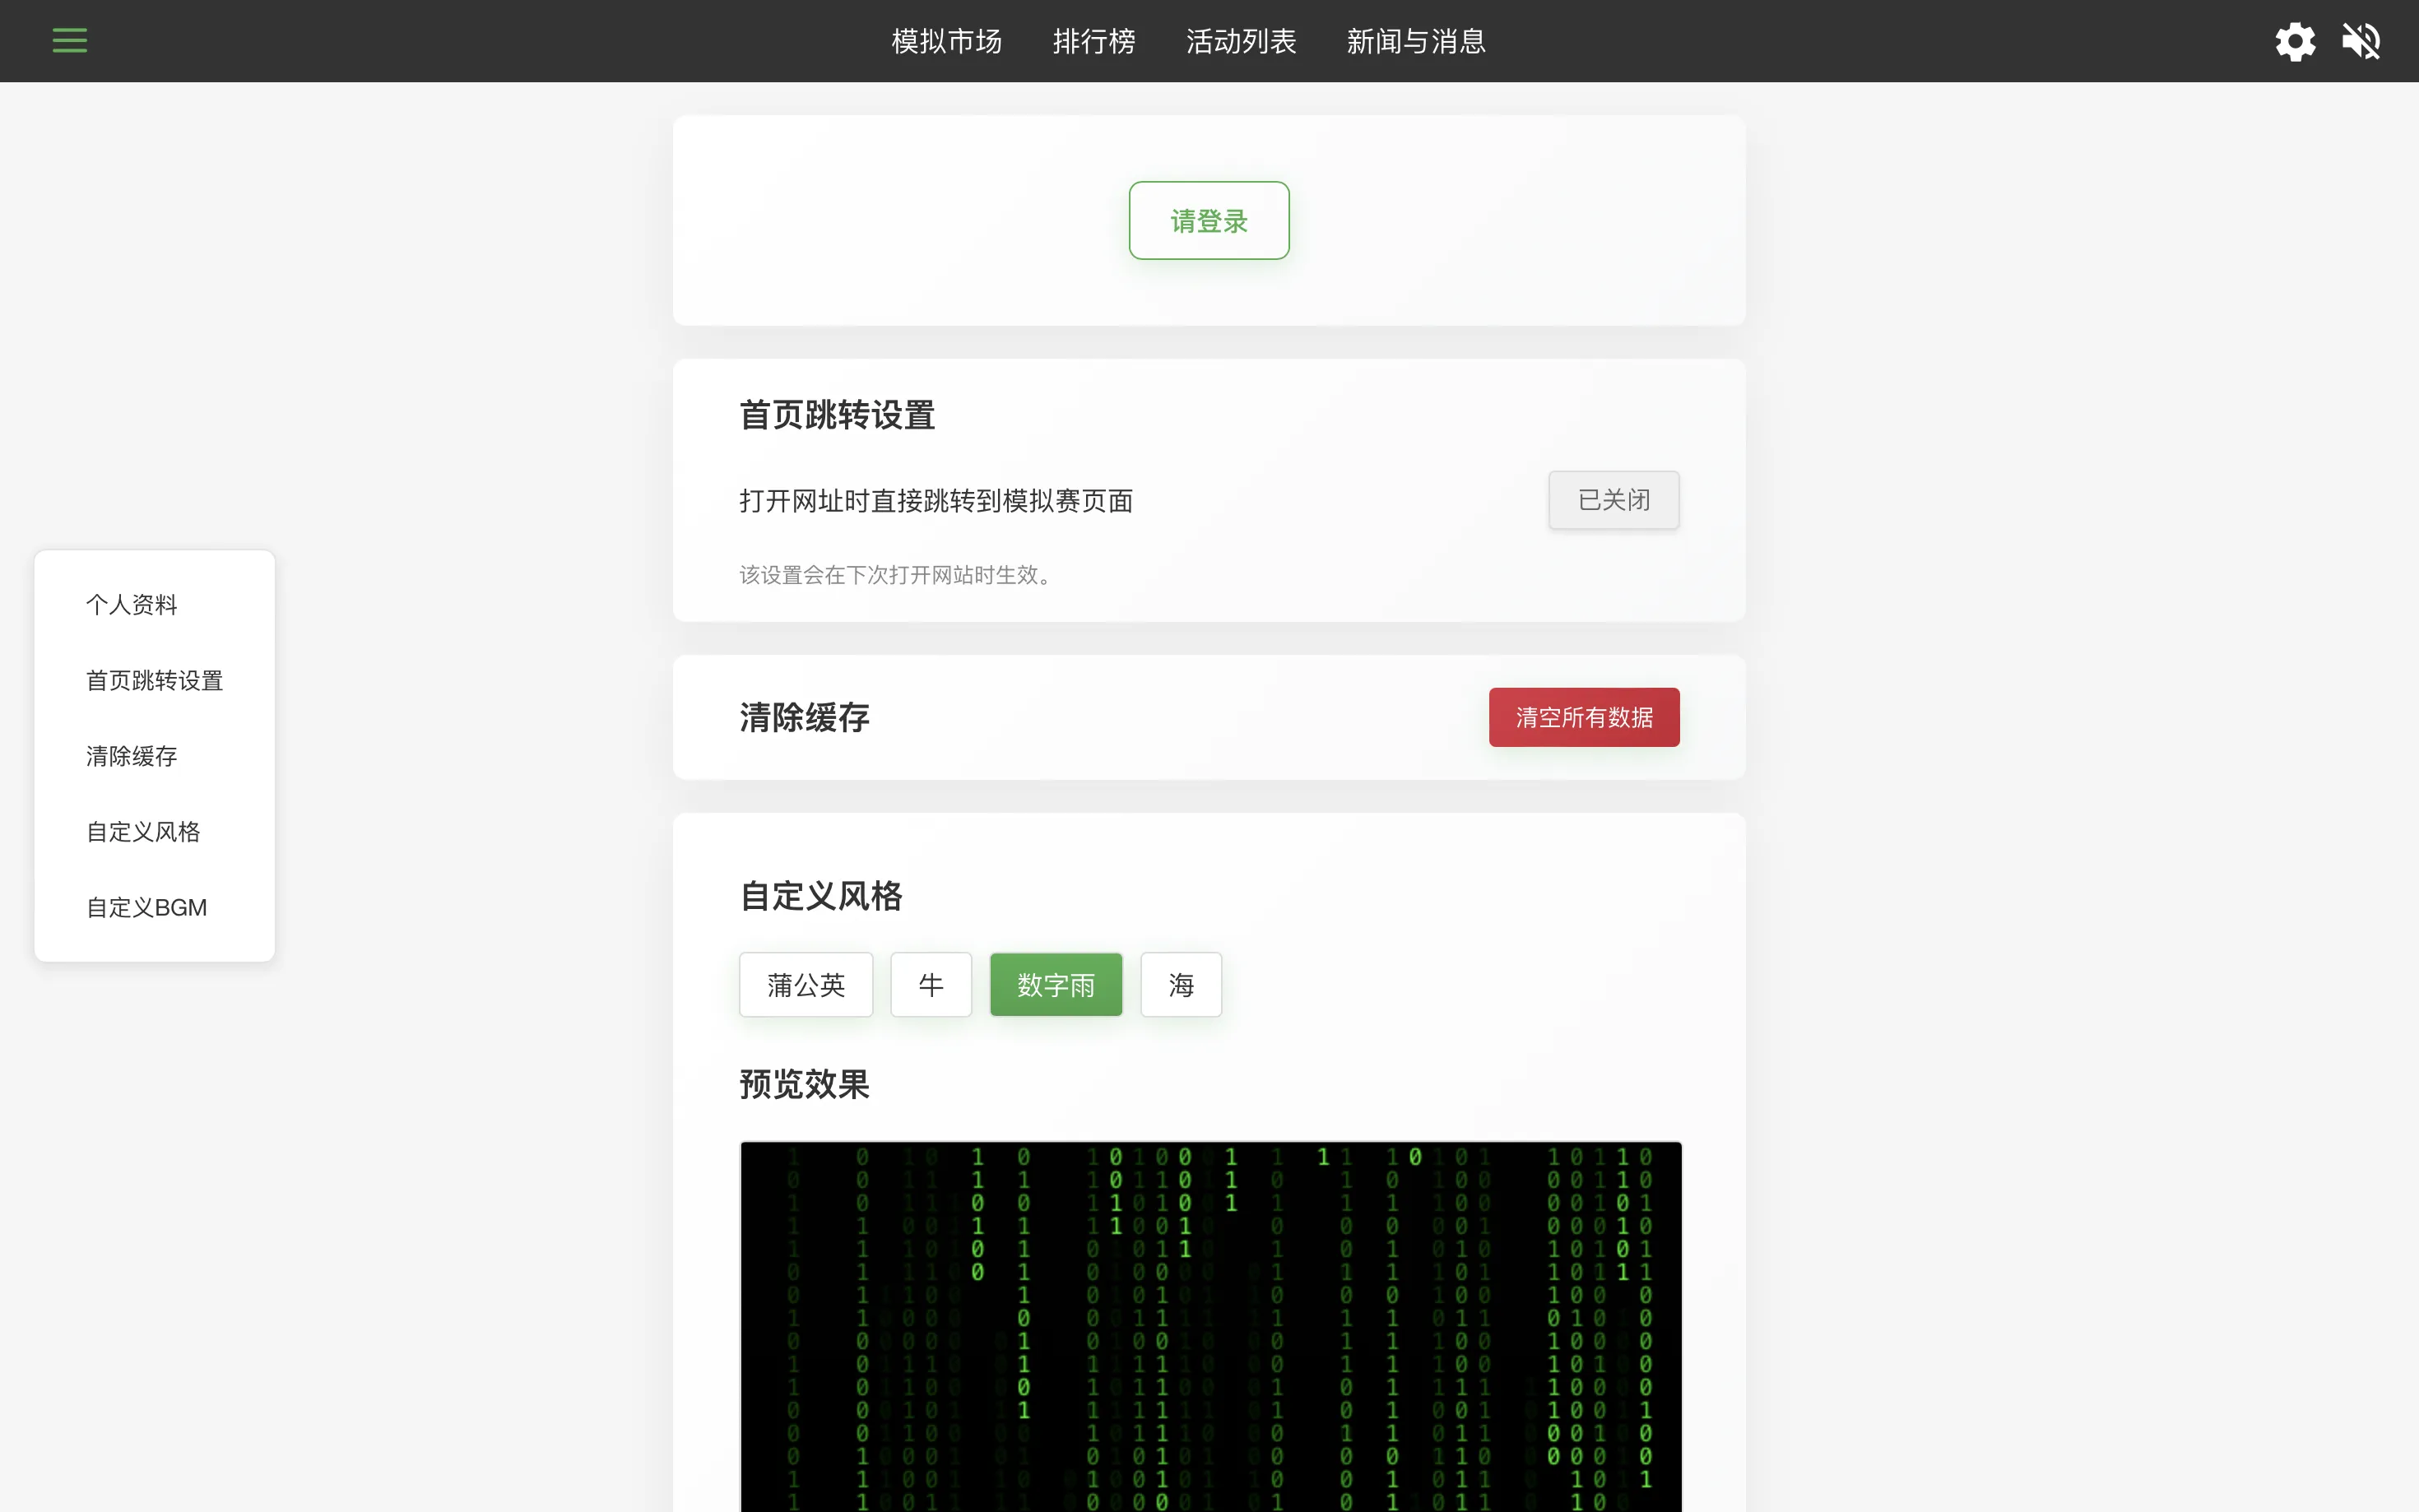 模拟市场 排行榜 活动列表 新闻与消息
请登录
首页跳转设置
打开网址时直接跳转到模拟赛页面 已关闭
该设置会在下次打开网站时生效。
清除缓存 清空所有数据
自定义风格
蒲公英 牛 数字雨 海
预览效果
个人资料
首页跳转设置
清除缓存
自定义风格
自定义BGM